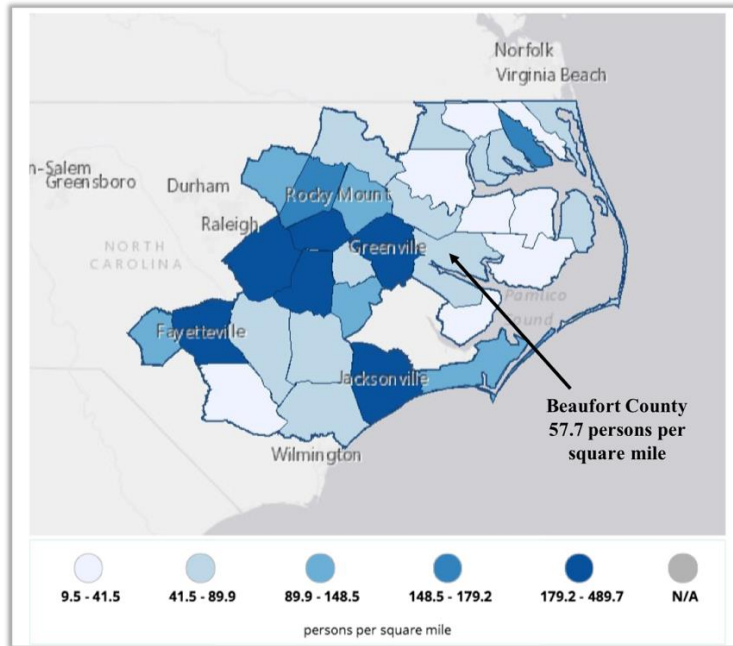 Norfolk
Virginia Beach
n-Salem
Greensboro
Durham
Rocky Mount
Raleigh
NORTH
CAROLINA
Greenville
Pamlico
ound
Fayetteville
Jacksonville
Beaufort County
57.7 persons per
square mile
Wilmington
9.5 - 41.5
41.5 - 89.9
89.9 - 148.5
148.5 - 179.2
179.2 - 489.7
N/A
persons per square mile